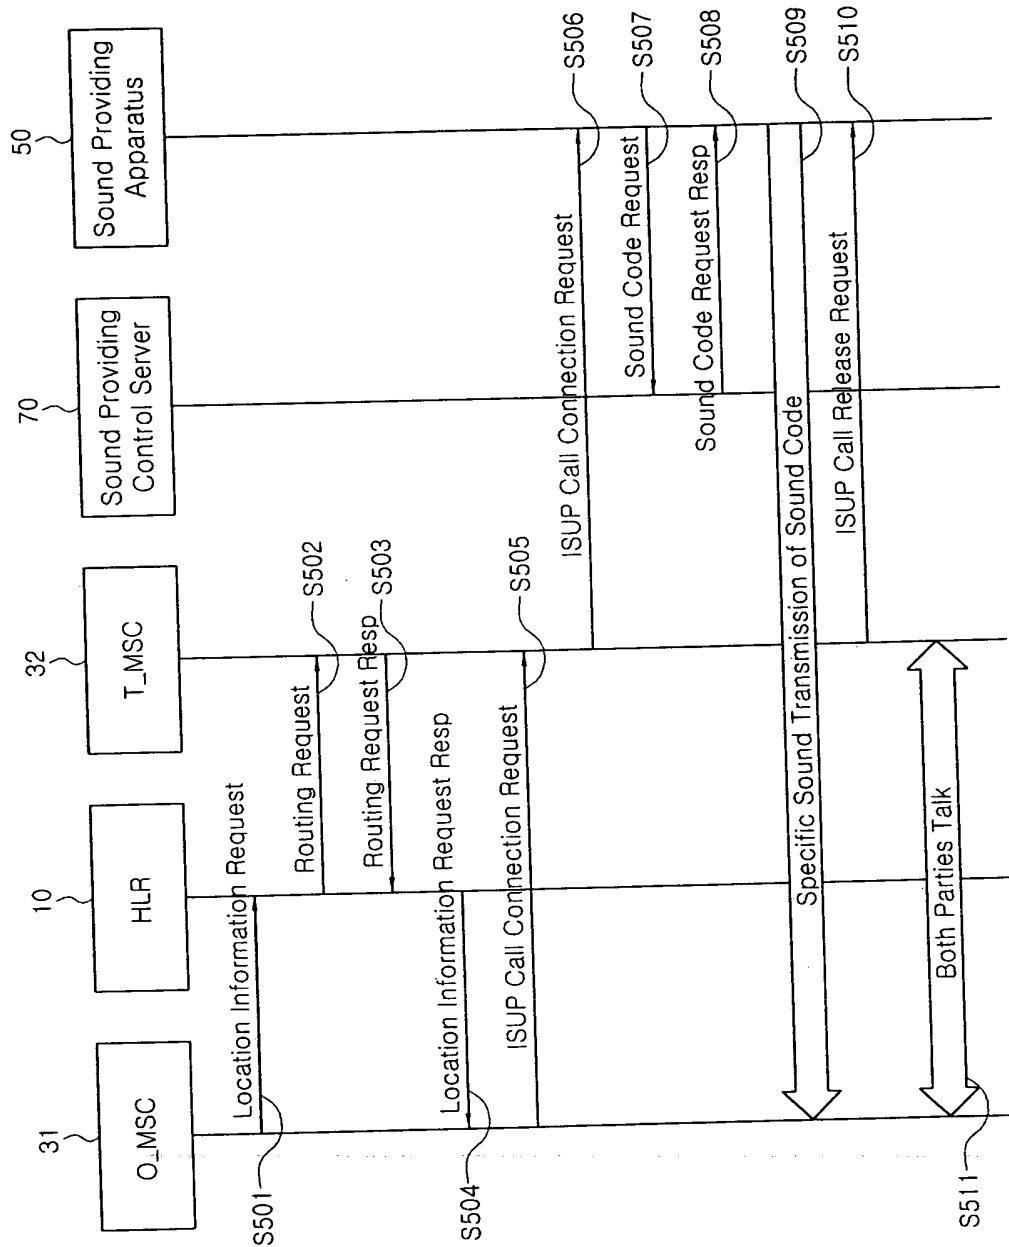 31
O_MSC
10
HLR
32
T_MSC
70
Sound Providing
Control Server
50
Sound Providing
Apparatus
Location Information Request
S501
Routing Request
S502
Routing Request Resp
S503
Location Information Request Resp
S504
ISUP Call Connection Request
S505
ISUP Call Connection Request
S506
Sound Code Request
S507
Sound Code Request Resp
S508
Specific Sound Transmission of Sound Code
S509
ISUP Call Release Request
S510
Both Parties Talk
S511